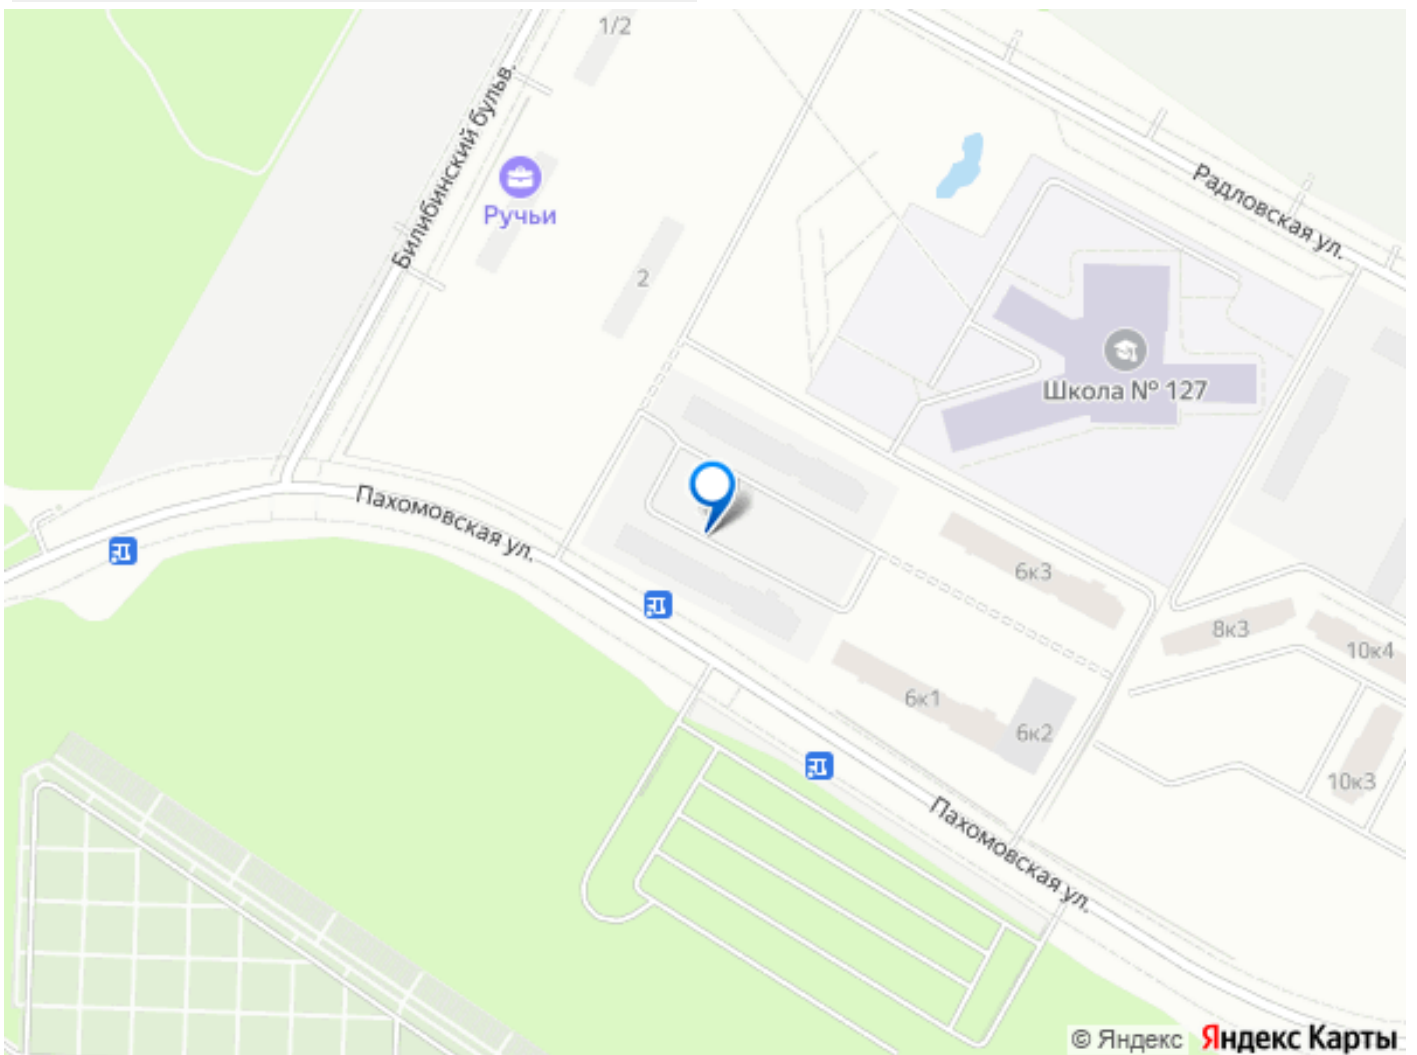 1/2
Билибинский бульв.
Ручьи
2
Радловская ул.
Школа № 127
Пахомовская ул.
6к3
8к3
10к4
6к1
6к2
10к3
Пахомовская ул.
© Яндекс Яндекс Карты